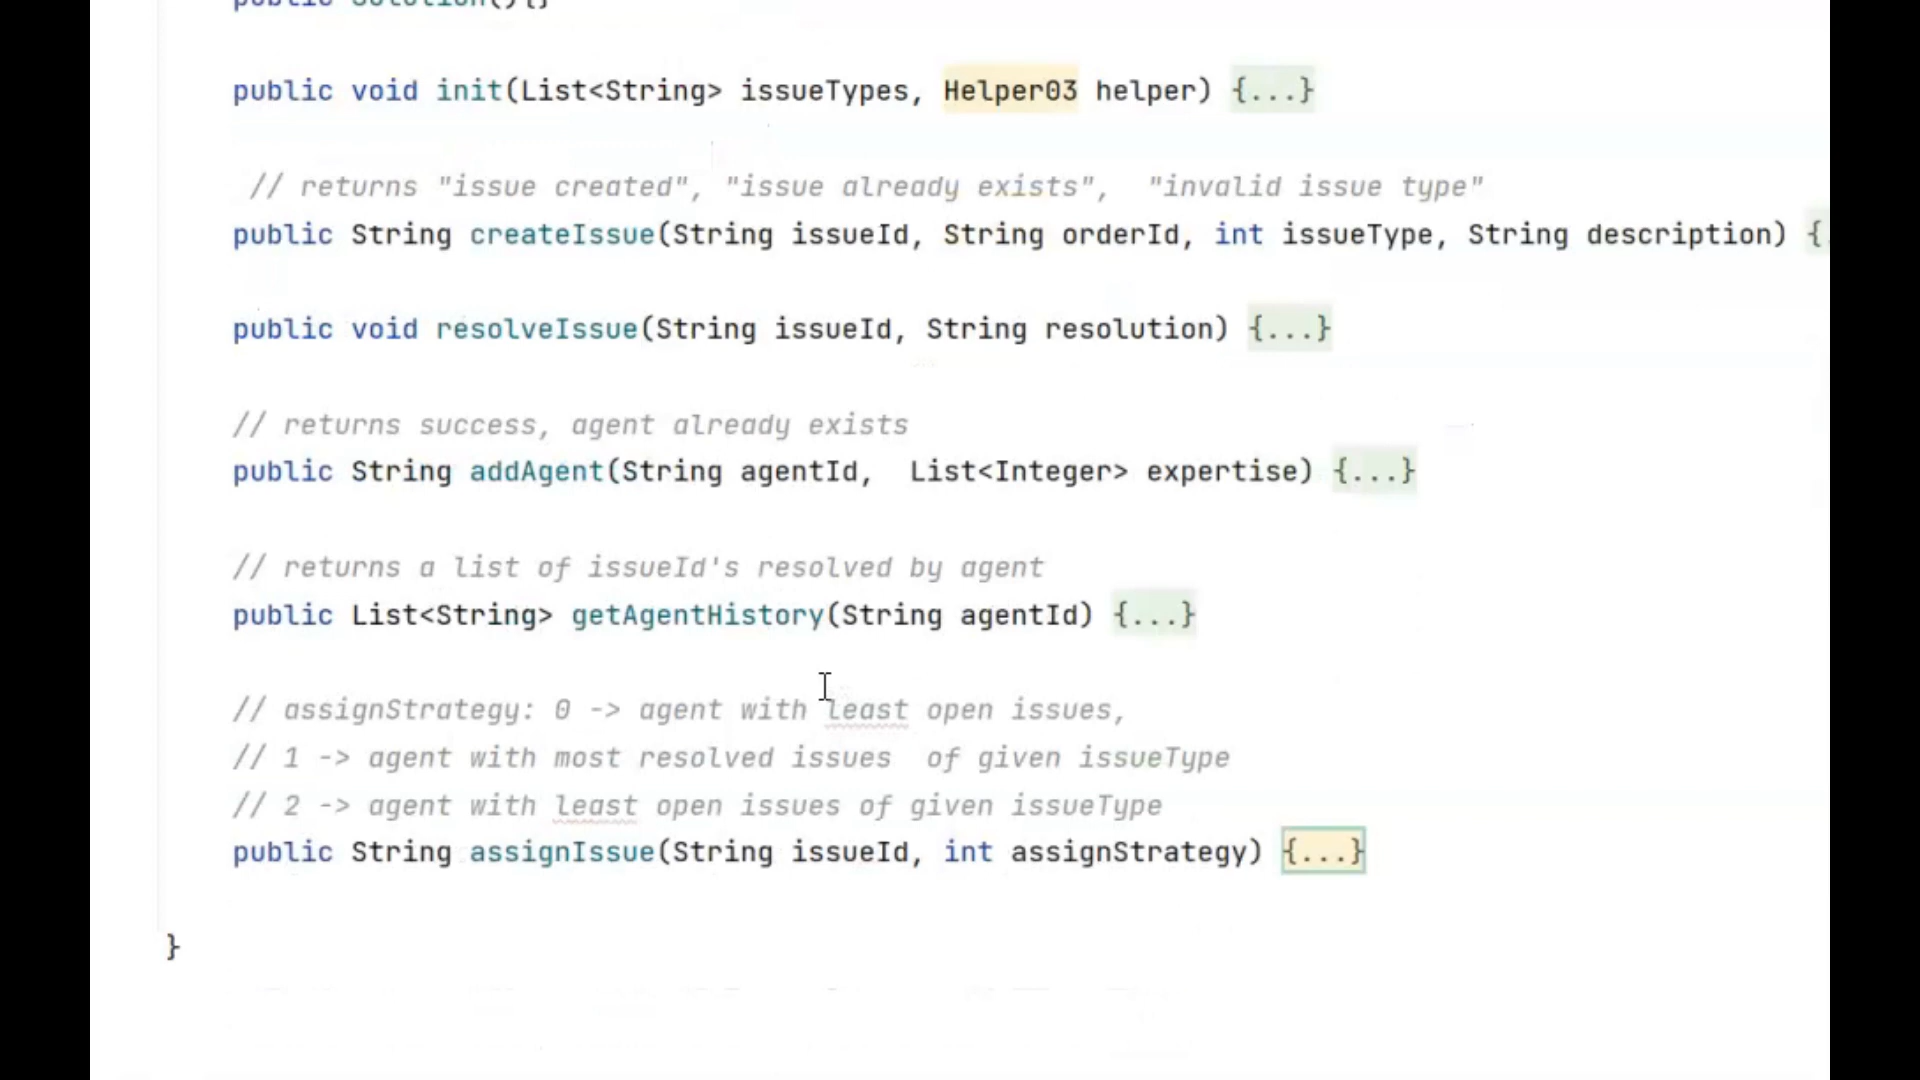 public Solution(){}
public void init(List<String> issueTypes, Helper03 helper) {...}
// returns "issue created", "issue already exists",  "invalid issue type"
public String createIssue(String issueId, String orderId, int issueType, String description) {.
public void resolveIssue(String issueId, String resolution) {...}
// returns success, agent already exists
public String addAgent(String agentId,  List<Integer> expertise) {...}
// returns a list of issueId's resolved by agent
public List<String> getAgentHistory(String agentId) {...}
// assignStrategy: 0 -> agent with least open issues,
// 1 -> agent with most resolved issues  of given issueType
// 2 -> agent with least open issues of given issueType
public String assignIssue(String issueId, int assignStrategy) {...}
}